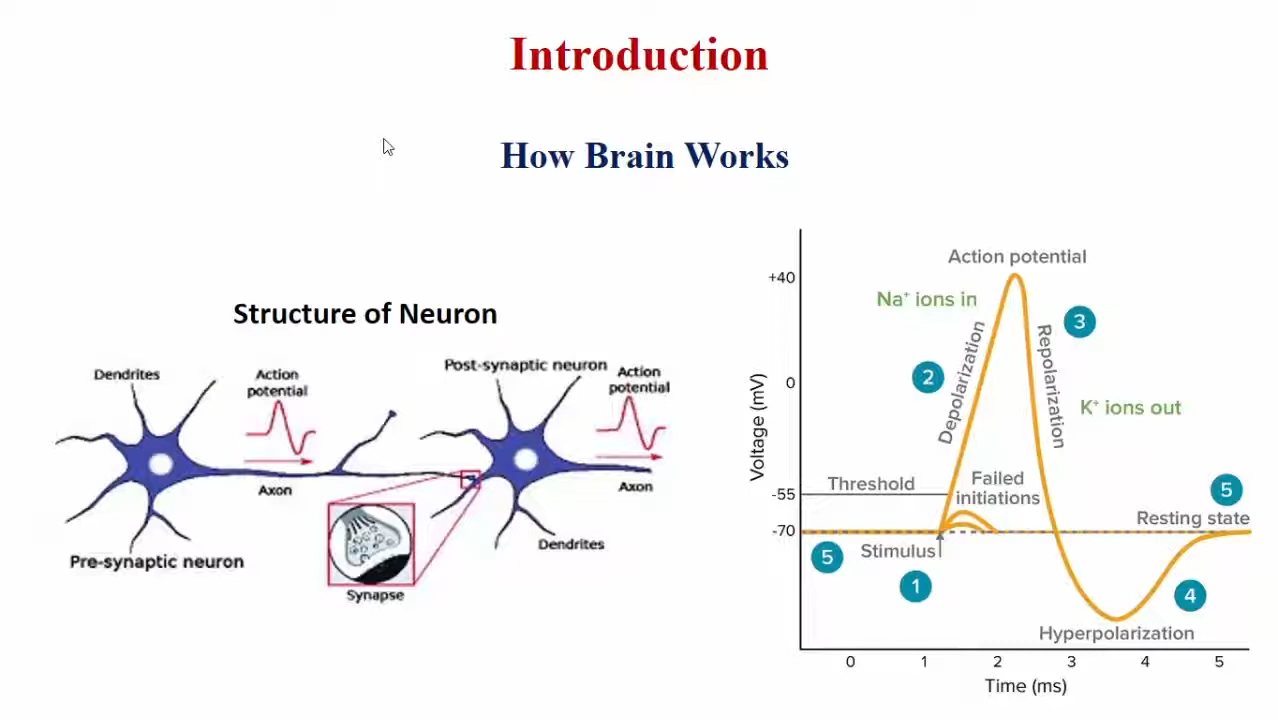 Introduction
How Brain Works
Structure of Neuron
Dendrites
Action
potential
Post-synaptic neuron
Action
potential
Axon
Axon
Dendrites
Pre-synaptic neuron
Synapse
Action potential
+40
Na⁺ ions in
3
Depolarization
Repolarization
2
0
K⁺ ions out
Voltage (mV)
Threshold
Failed
initiations
-55
5
Resting state
-70
Stimulus
5
1
4
Hyperpolarization
0 1 2 3 4 5
Time (ms)